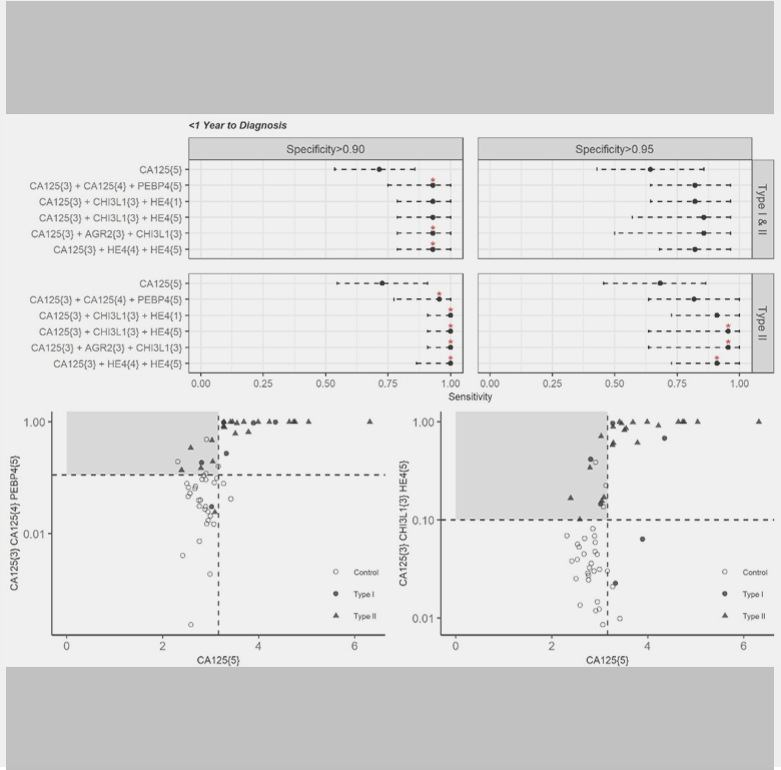 <1 Year to Diagnosis
Specificity>0.90
Specificity>0.95
CA125{5}
CA125{3} + CA125{4} + PEBP4{5}
CA125{3} + CHI3L1{3} + HE4{1}
CA125{3} + CHI3L1{3} + HE4{5}
CA125{3} + AGR2{3} + CHI3L1{3}
CA125{3} + HE4{4} + HE4{5}
Type I & II
CA125{5}
CA125{3} + CA125{4} + PEBP4{5}
CA125{3} + CHI3L1{3} + HE4{1}
CA125{3} + CHI3L1{3} + HE4{5}
CA125{3} + AGR2{3} + CHI3L1{3}
CA125{3} + HE4{4} + HE4{5}
Type II
0.00 0.25 0.50 0.75 1.00
0.00 0.25 0.50 0.75 1.00
Sensitivity
CA125{3} CA125{4} PEBP4{5}
1.00
0.01
Control
Type I
Type II
0 2 4 6
CA125{5}
CA125{3} CHI3L1{3} HE4{5}
1.00
0.10
0.01
Control
Type I
Type II
0 2 4 6
CA125{5}